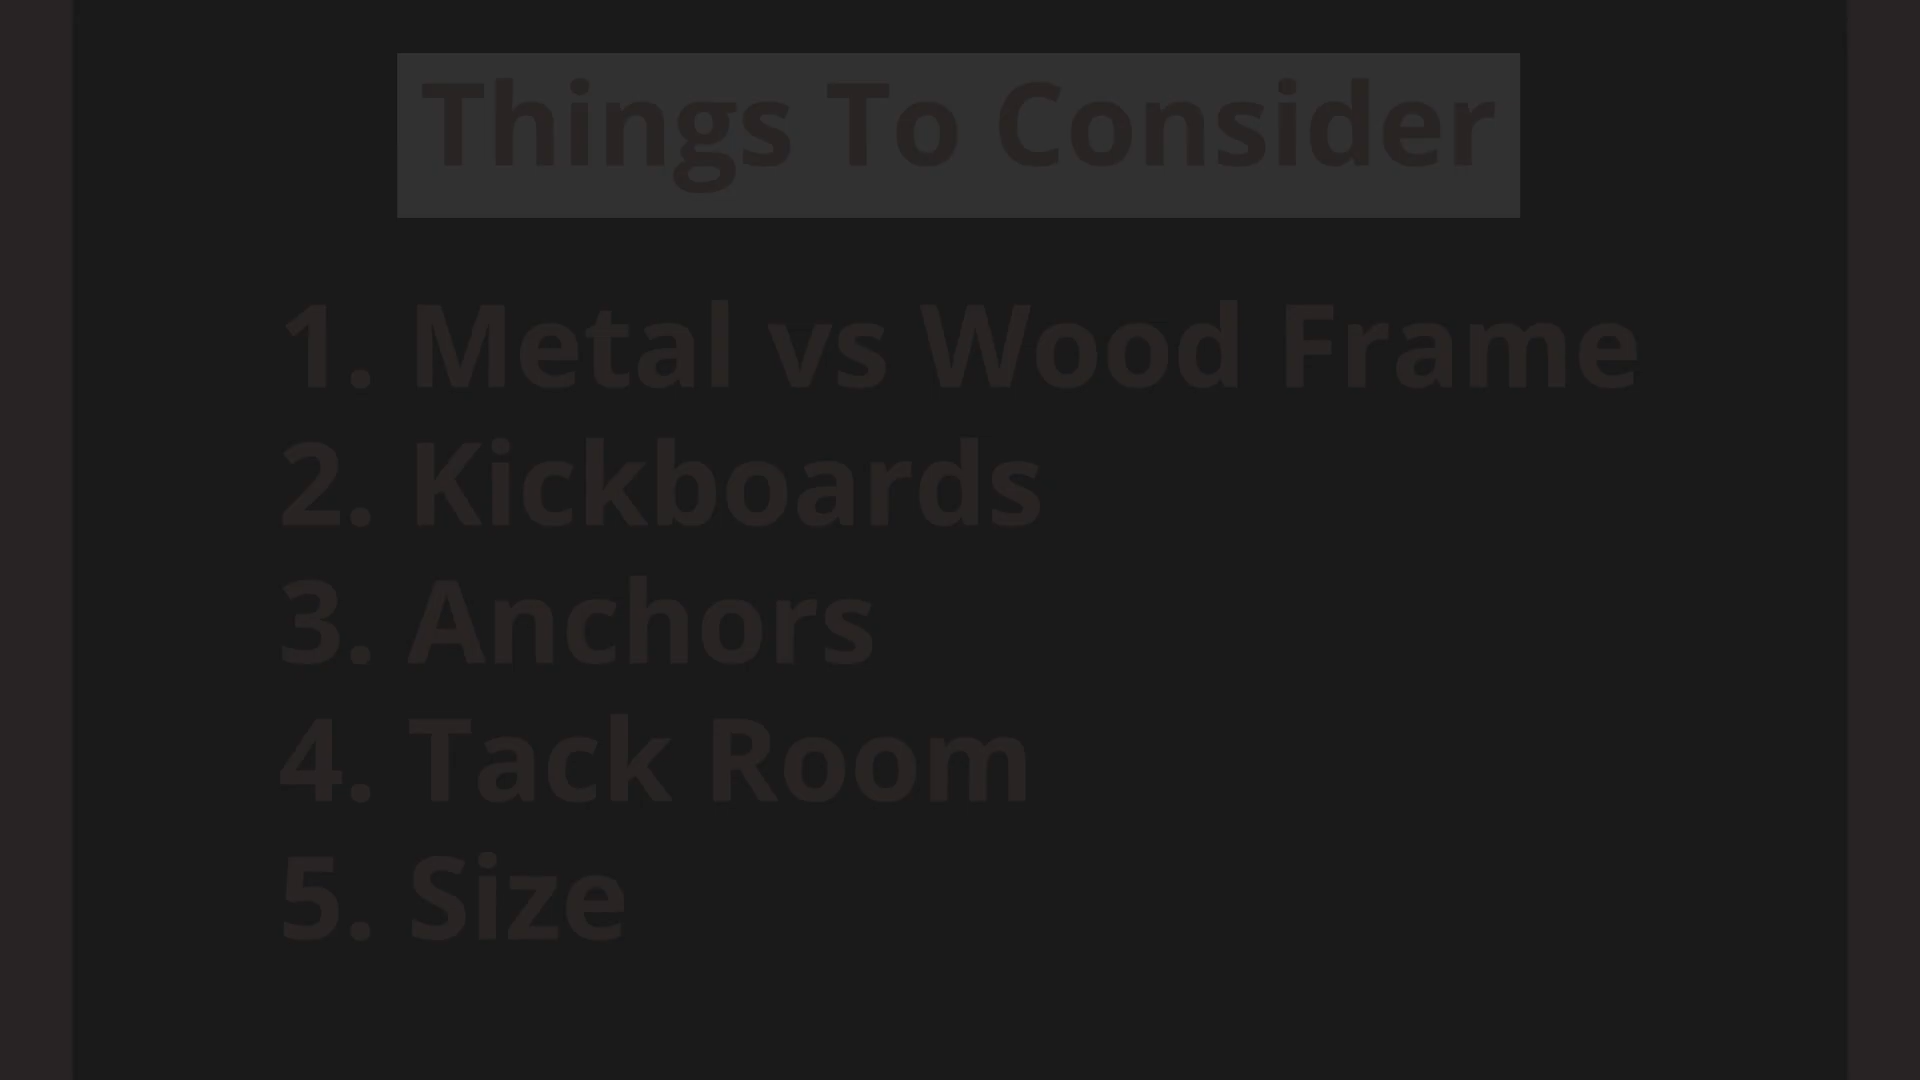 Things To Consider
1. Metal vs Wood Frame
2. Kickboards
3. Anchors
4. Tack Room
5. Size